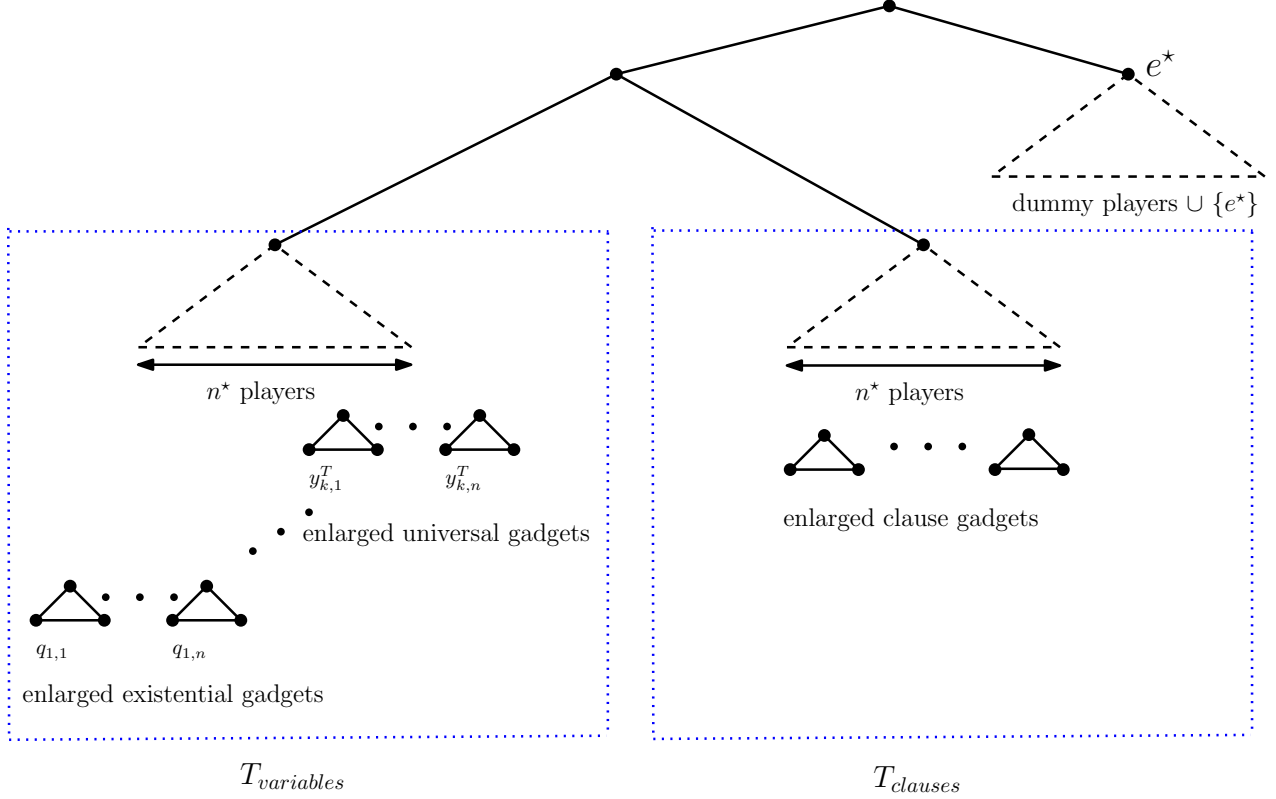 e⋆
dummy players ∪ {e⋆}
n⋆ players
n⋆ players
y^T_{k,1}
y^T_{k,n}
enlarged clause gadgets
enlarged universal gadgets
q_{1,1}
q_{1,n}
enlarged existential gadgets
T_{variables}
T_{clauses}